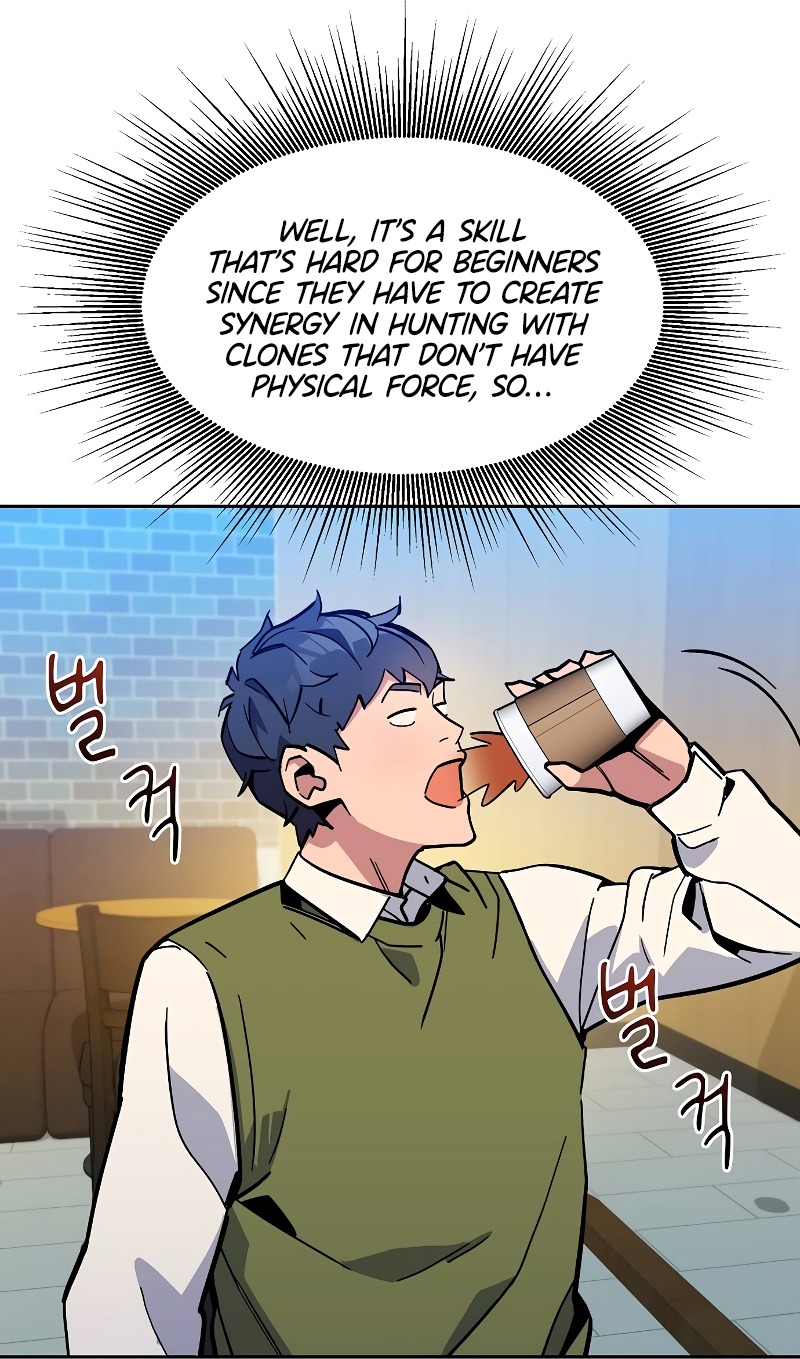 WELL, IT'S A SKILL
THAT'S HARD FOR BEGINNERS
SINCE THEY HAVE TO CREATE
SYNERGY IN HUNTING WITH
CLONES THAT DON'T HAVE
PHYSICAL FORCE, SO...
벌
컥
벌
컥